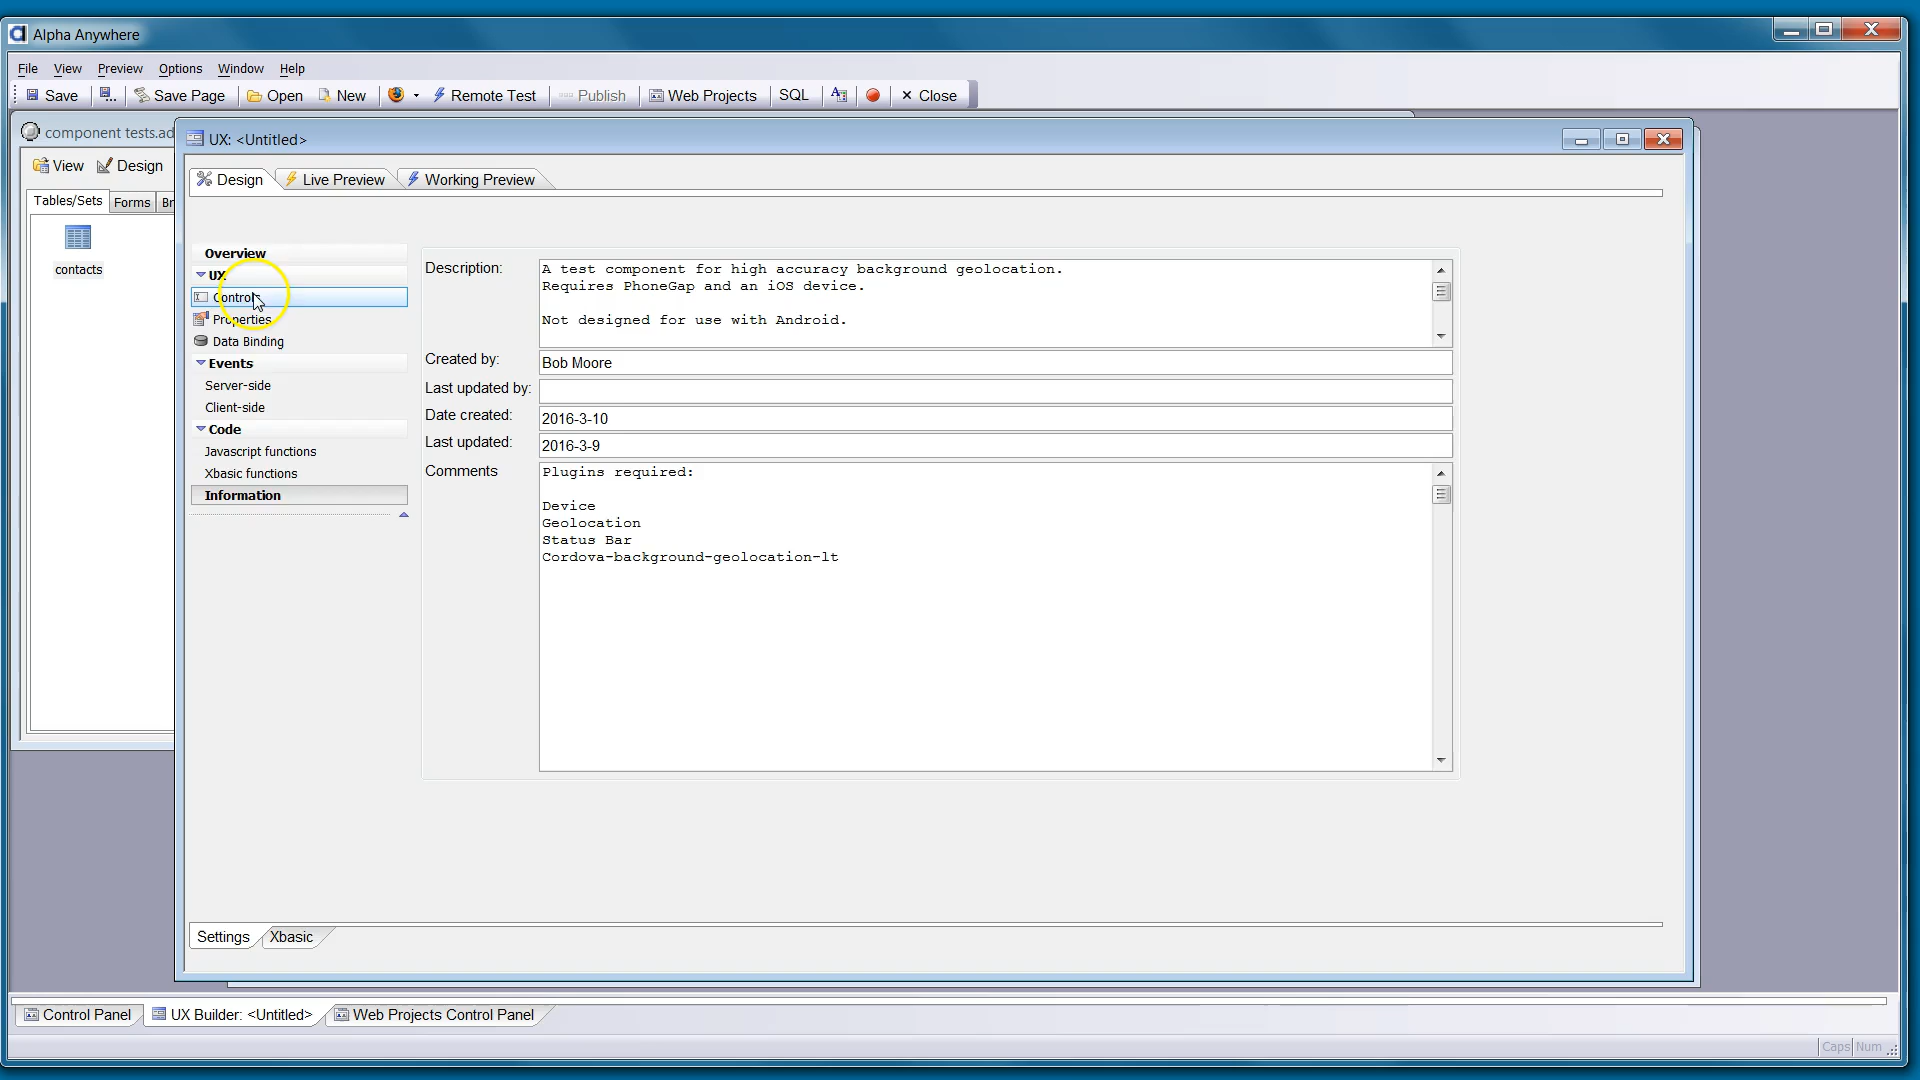 Alpha Anywhere
File View Preview Options Window Help
Save Save Page Open New Remote Test Publish Web Projects SQL Close
component tests.ad
View Design
Tables/Sets Forms Br
contacts
UX: <Untitled>
Design Live Preview Working Preview
Overview
UX
Controls
Properties
Data Binding
Events
Server-side
Client-side
Code
Javascript functions
Xbasic functions
Information
Description:
A test component for high accuracy background geolocation.
Requires PhoneGap and an iOS device.
Not designed for use with Android.
Created by: Bob Moore
Last updated by:
Date created: 2016-3-10
Last updated: 2016-3-9
Comments
Plugins required:
Device
Geolocation
Status Bar
Cordova-background-geolocation-lt
Settings Xbasic
Control Panel UX Builder: <Untitled> Web Projects Control Panel
Caps Num